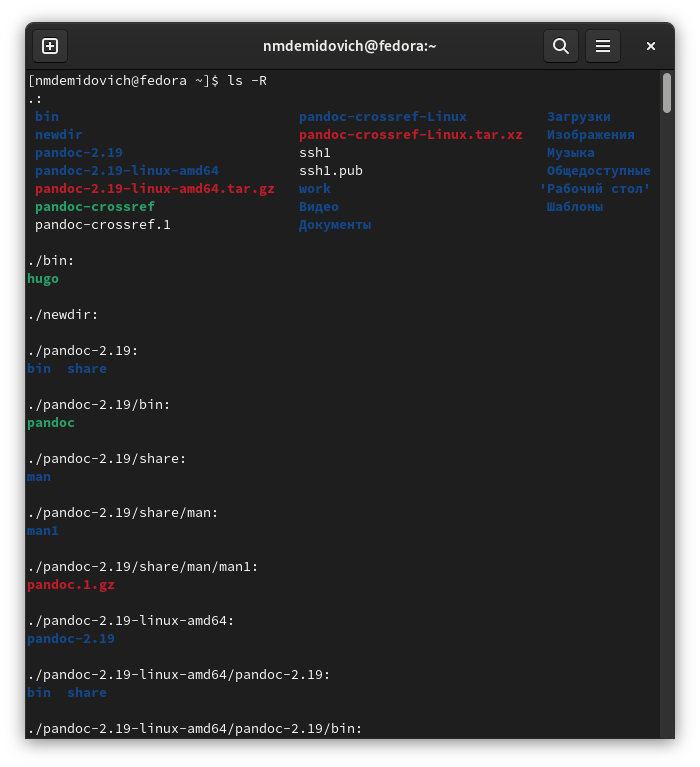 nmdemidovich@fedora:~
[nmdemidovich@fedora ~]$ ls -R
.:
bin pandoc-crossref-Linux Загрузки
newdir pandoc-crossref-Linux.tar.xz Изображения
pandoc-2.19 ssh1 Музыка
pandoc-2.19-linux-amd64 ssh1.pub Общедоступные
pandoc-2.19-linux-amd64.tar.gz work 'Рабочий стол'
pandoc-crossref Видео Шаблоны
pandoc-crossref.1 Документы
./bin:
hugo
./newdir:
./pandoc-2.19:
bin share
./pandoc-2.19/bin:
pandoc
./pandoc-2.19/share:
man
./pandoc-2.19/share/man:
man1
./pandoc-2.19/share/man/man1:
pandoc.1.gz
./pandoc-2.19-linux-amd64:
pandoc-2.19
./pandoc-2.19-linux-amd64/pandoc-2.19:
bin share
./pandoc-2.19-linux-amd64/pandoc-2.19/bin: